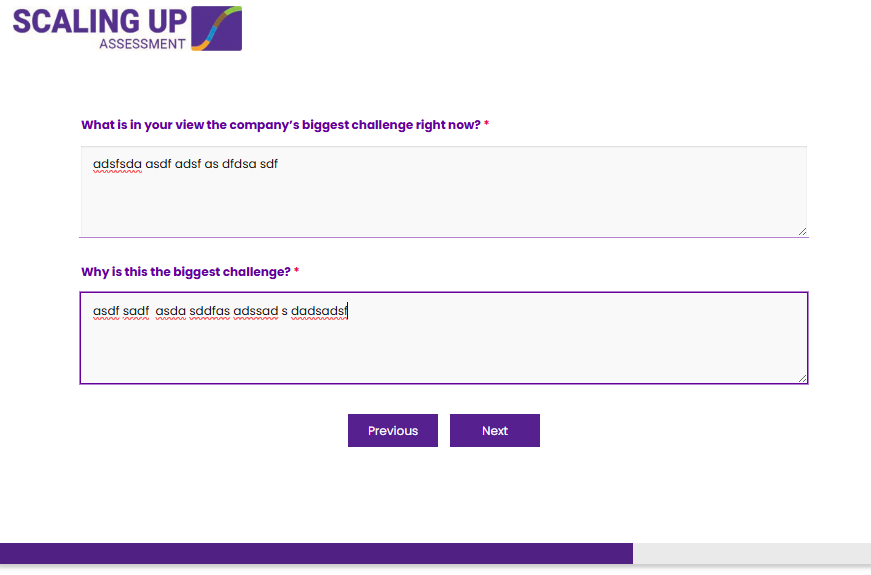 SCALING UP
ASSESSMENT
What is in your view the company's biggest challenge right now? *
adsfsda asdf adsf as dfdsa sdf
Why is this the biggest challenge? *
asdf sadf  asda sddfas adssad s dadsadsf
Previous
Next